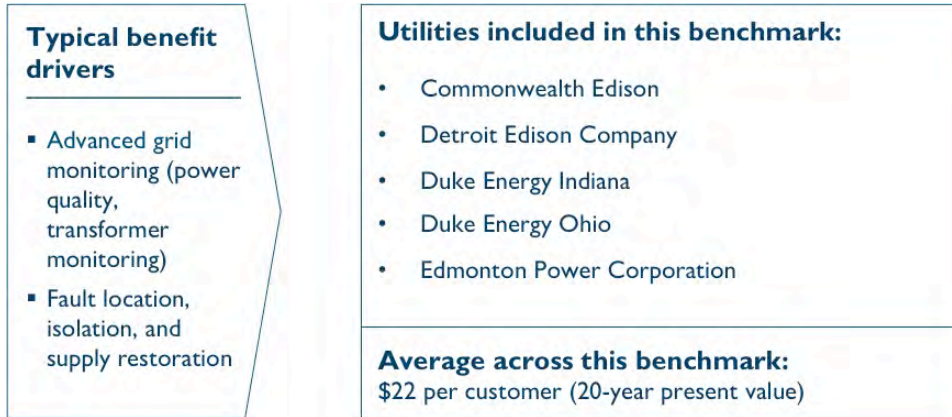 Typical benefit
drivers
▪ Advanced grid
monitoring (power
quality,
transformer
monitoring)
▪ Fault location,
isolation, and
supply restoration
Utilities included in this benchmark:
• Commonwealth Edison
• Detroit Edison Company
• Duke Energy Indiana
• Duke Energy Ohio
• Edmonton Power Corporation
Average across this benchmark:
$22 per customer (20-year present value)